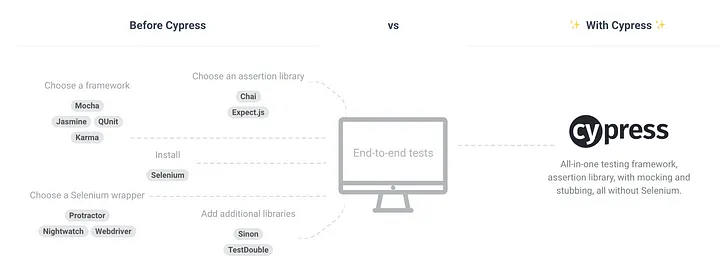 Before Cypress
vs
✨ With Cypress ✨
Choose a framework
Mocha
Jasmine QUnit
Karma
Choose an assertion library
Chai
Expect.js
Install
Selenium
Choose a Selenium wrapper
Protractor
Nightwatch Webdriver
Add additional libraries
Sinon
TestDouble
End-to-end tests
cypress
All-in-one testing framework,
assertion library, with mocking and
stubbing, all without Selenium.